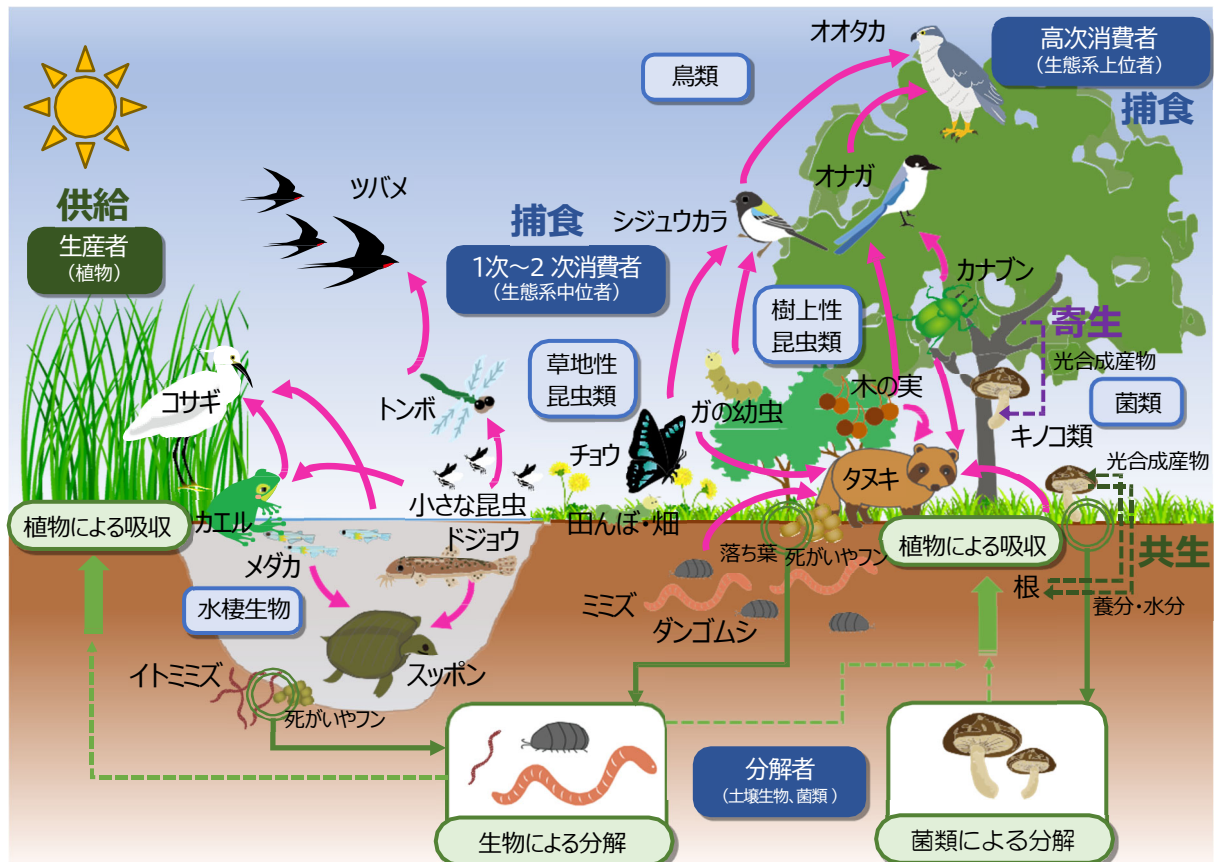 オオタカ
高次消費者
（生態系上位者）
鳥類
捕食
オナガ
ツバメ
供給
シジュウカラ
捕食
生産者
（植物）
1次～2次消費者
（生態系中位者）
カナブン
樹上性
昆虫類
寄生
光合成産物
草地性
昆虫類
コサギ
トンボ
ガの幼虫
木の実
菌類
キノコ類
チョウ
タヌキ
光合成産物
小さな昆虫
植物による吸収
カエル
田んぼ・畑
ドジョウ
落ち葉
死がいやフン
植物による吸収
共生
メダカ
根
水棲生物
ミミズ
ダンゴムシ
養分・水分
イトミミズ
スッポン
死がいやフン
分解者
（土壌生物、菌類 ）
生物による分解
菌類による分解